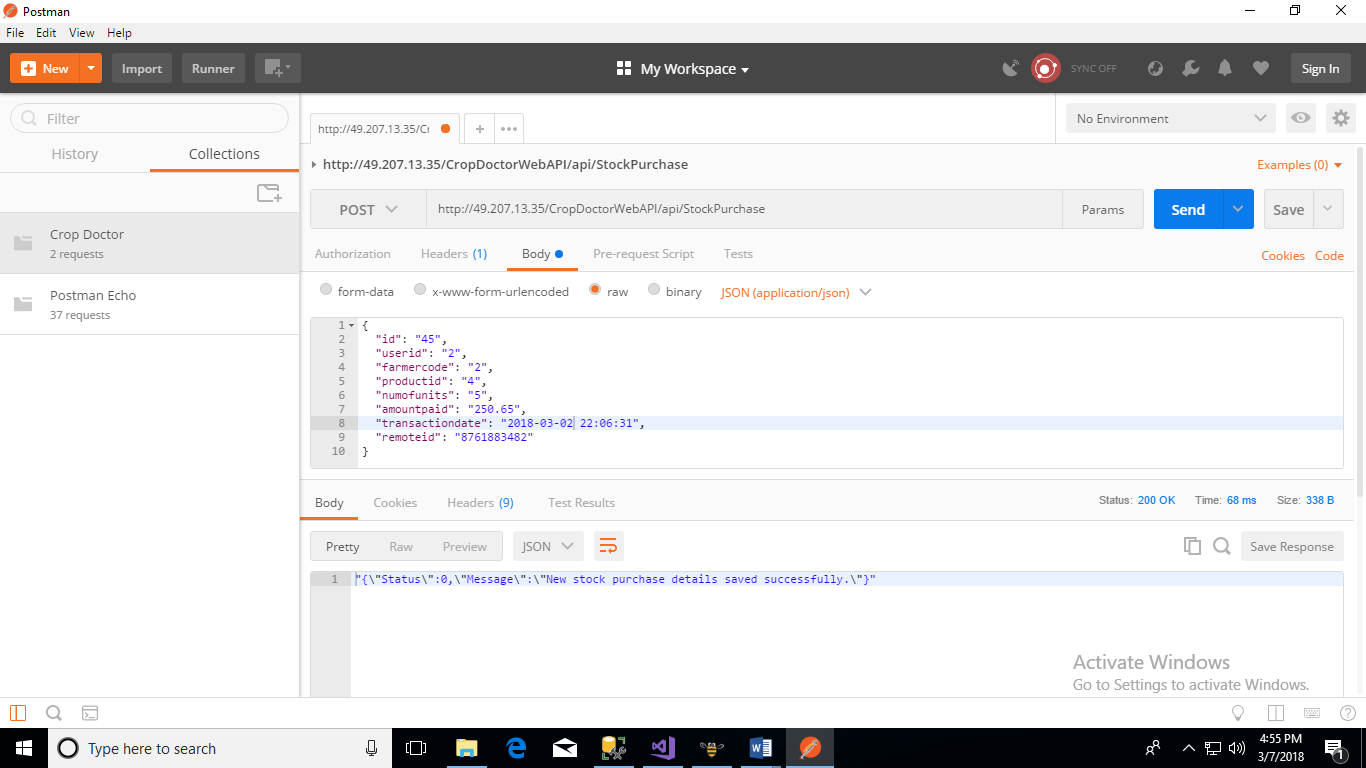 Postman
File Edit View Help
New Import Runner My Workspace SYNC OFF Sign In
Filter
History Collections
Crop Doctor
2 requests
Postman Echo
37 requests
http://49.207.13.35/Cr + ••• No Environment
http://49.207.13.35/CropDoctorWebAPI/api/StockPurchase Examples (0)
POST http://49.207.13.35/CropDoctorWebAPI/api/StockPurchase Params Send Save
Authorization Headers (1) Body Pre-request Script Tests Cookies Code
form-data x-www-form-urlencoded raw binary JSON (application/json)
1 {
2 "id": "45",
3 "userid": "2",
4 "farmercode": "2",
5 "productid": "4",
6 "numofunits": "5",
7 "amountpaid": "250.65",
8 "transactiondate": "2018-03-02 22:06:31",
9 "remoteid": "8761883482"
10 }
Body Cookies Headers (9) Test Results Status: 200 OK Time: 68 ms Size: 338 B
Pretty Raw Preview JSON Save Response
1 "{\"Status\":0,\"Message\":\"New stock purchase details saved successfully.\"}"
Activate Windows
Go to Settings to activate Windows.
Type here to search
4:55 PM
3/7/2018
1